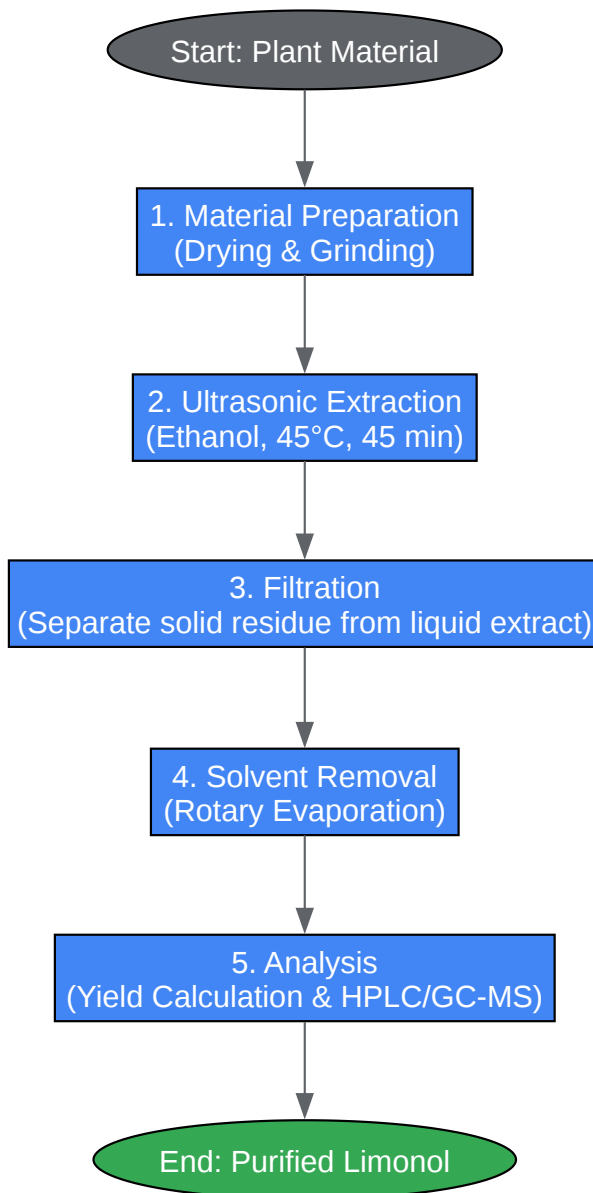 Start: Plant Material
1. Material Preparation
(Drying & Grinding)
2. Ultrasonic Extraction
(Ethanol, 45°C, 45 min)
3. Filtration
(Separate solid residue from liquid extract)
4. Solvent Removal
(Rotary Evaporation)
5. Analysis
(Yield Calculation & HPLC/GC-MS)
End: Purified Limonol